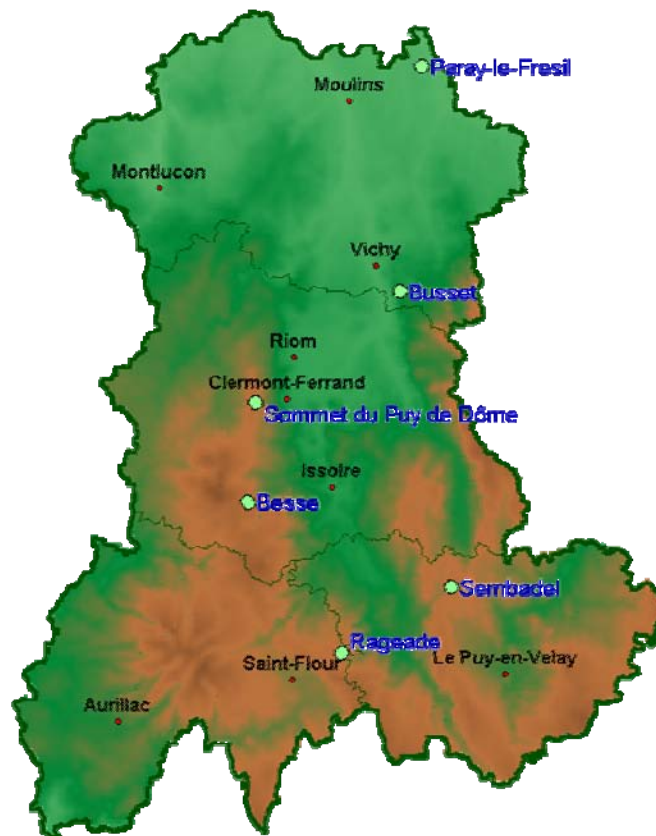 Paray-le-Fresil
Moulins
Montlucon
Vichy
Busset
Riom
Clermont-Ferrand
Sommet du Puy de Dôme
Issoire
Besse
Sembadel
Rageade
Saint-Flour
Le Puy-en-Velay
Aurillac